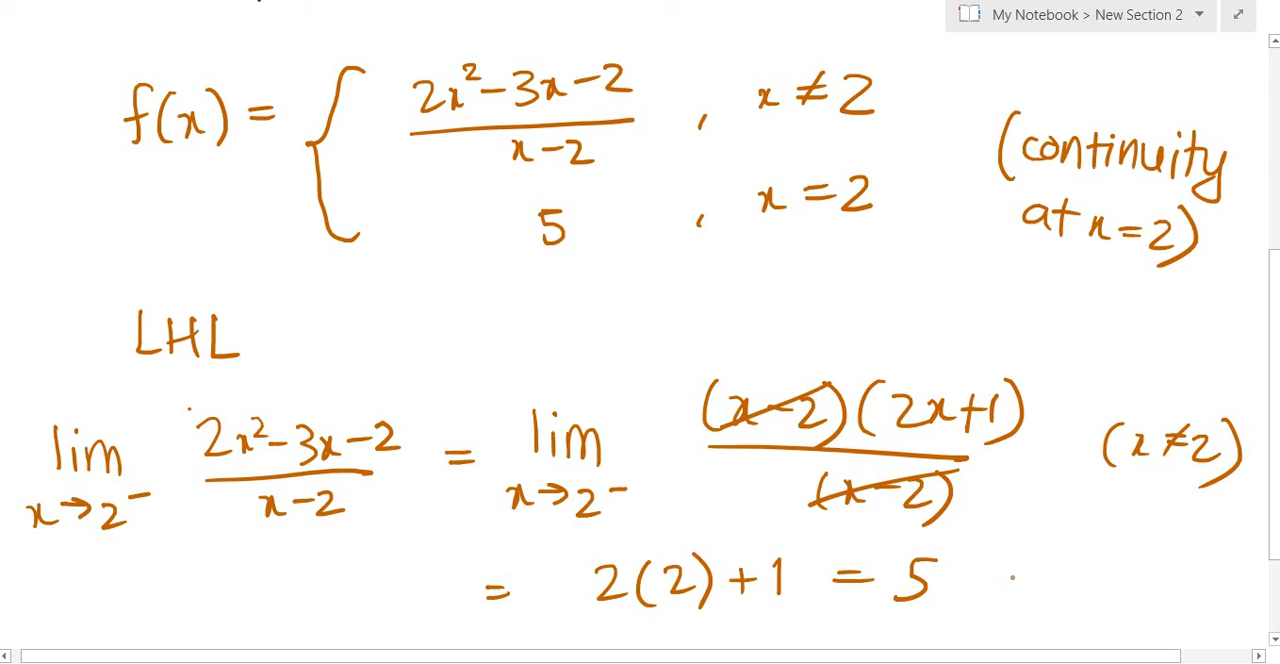 My Notebook > New Section 2
f(x) = { 2x²-3x-2 / x-2 , x ≠ 2
5 , x = 2
(continuity
at x = 2)
LHL
lim x→2⁻ 2x²-3x-2 / x-2 = lim x→2⁻ (x-2)(2x+1) / (x-2) (x≠2)
= 2(2)+1 = 5